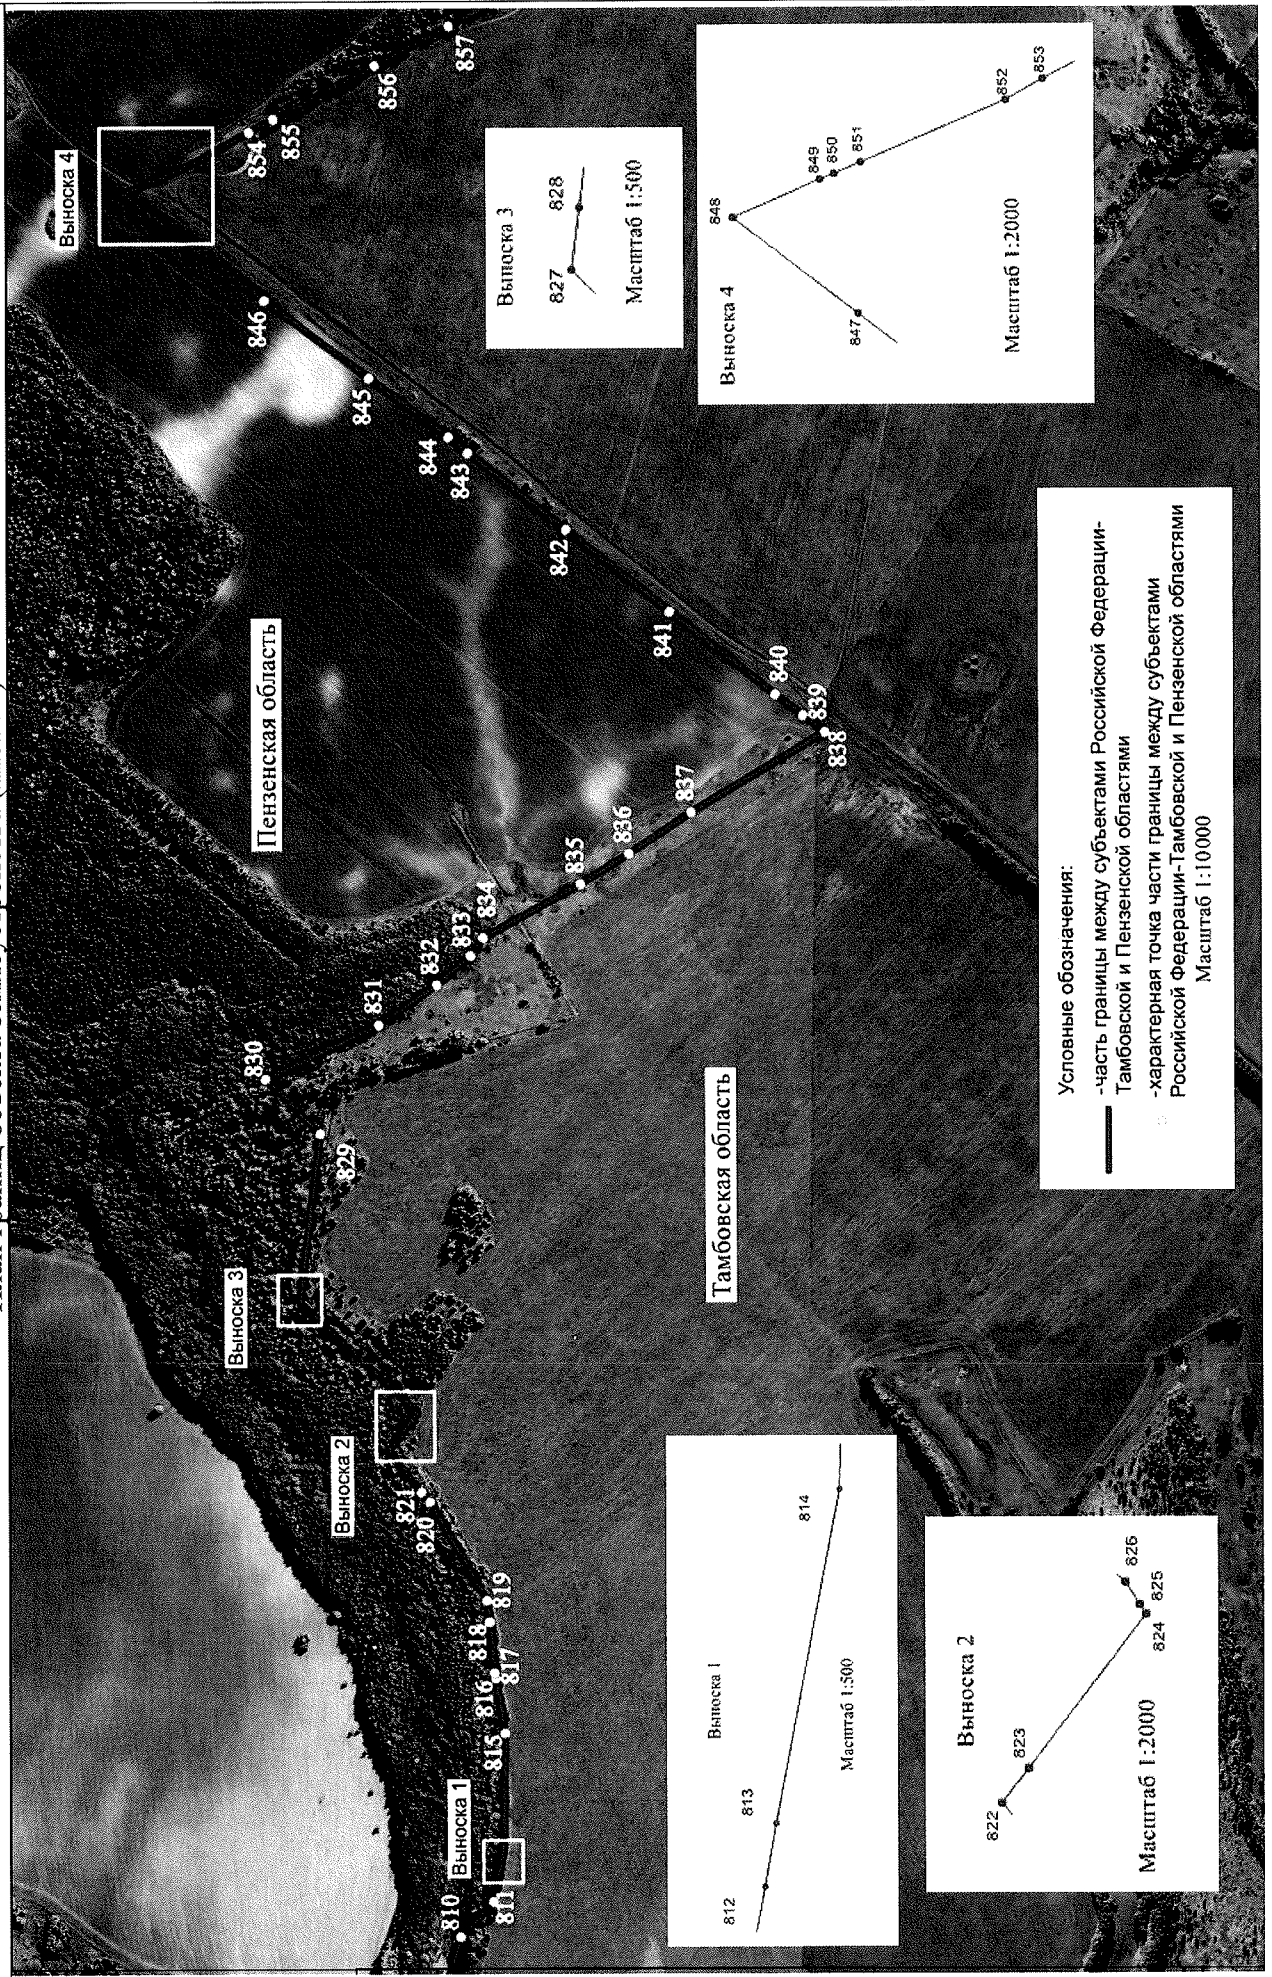 810
811
Выноска 1
815
816
817
818
819
820
821
Выноска 2
Выноска 3
829
830
831
832
833
834
835
836
837
838
839
840
841
842
843
844
845
846
Выноска 4
854
855
856
857
Пензенская область
Тамбовская область
Выноска 1
812
813
814
Масштаб 1:500
Выноска 2
822
823
824
825
826
Масштаб 1:2000
Выноска 3
827
828
Масштаб 1:500
Выноска 4
847
848
849
850
851
852
853
Масштаб 1:2000
Условные обозначения:
-часть границы между субъектами Российской Федерации-
Тамбовской и Пензенской областями
-характерная точка части границы между субъектами
Российской Федерации-Тамбовской и Пензенской областями
Масштаб 1:10000